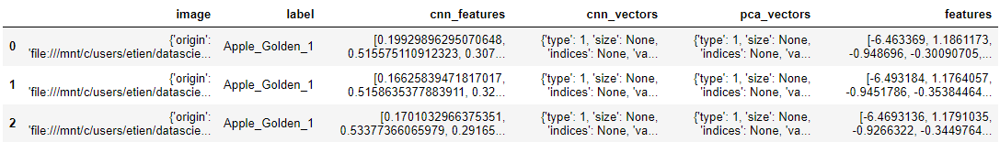 image label cnn_features cnn_vectors pca_vectors features
0 {'origin': 'file:///mnt/c/users/etien/datascie... Apple_Golden_1 [0.19929896295070648, 0.515575110912323, 0.307... {'type': 1, 'size': None, 'indices': None, 'va... {'type': 1, 'size': None, 'indices': None, 'va... [-6.463369, 1.1861173, -0.948696, -0.30090705,...
1 {'origin': 'file:///mnt/c/users/etien/datascie... Apple_Golden_1 [0.16625839471817017, 0.5158635377883911, 0.32... {'type': 1, 'size': None, 'indices': None, 'va... {'type': 1, 'size': None, 'indices': None, 'va... [-6.493184, 1.1764057, -0.9451786, -0.35384464...
2 {'origin': 'file:///mnt/c/users/etien/datascie... Apple_Golden_1 [0.1701032966375351, 0.53377366065979, 0.29165... {'type': 1, 'size': None, 'indices': None, 'va... {'type': 1, 'size': None, 'indices': None, 'va... [-6.4693136, 1.1791035, -0.9266322, -0.3449764...